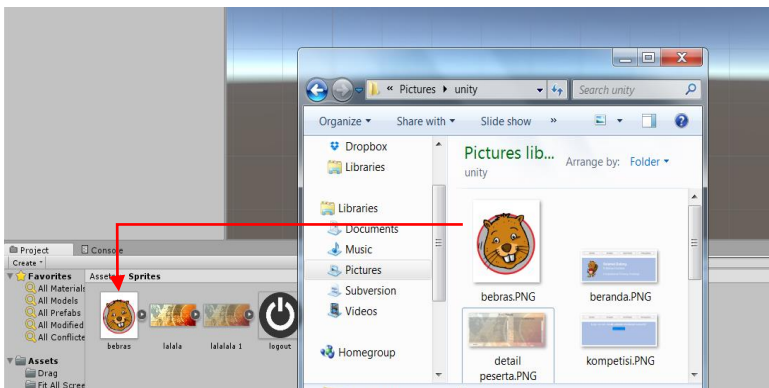 « Pictures ▸ unity
Search unity
Organize
Share with
Slide show
»
Dropbox
Libraries
Libraries
Documents
Music
Pictures
Subversion
Videos
Homegroup
Pictures lib...
unity
Arrange by: Folder
bebras.PNG
beranda.PNG
detail
peserta.PNG
kompetisi.PNG
Project
Console
Create
Favorites
All Materials
All Models
All Prefabs
All Modified
All Conflicte
Assets
Drag
Fit All Scree
Assets
Sprites
bebras
lalala
lalalala 1
logout